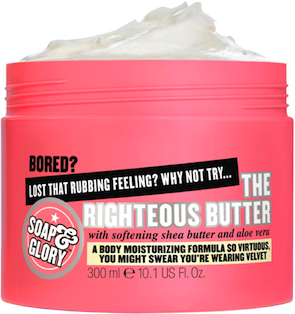 BORED?
LOST THAT RUBBING FEELING? WHY NOT TRY...
THE
RIGHTEOUS BUTTER
SOAP&
GLORY
with softening shea butter and aloe vera
A BODY MOISTURIZING FORMULA SO VIRTUOUS,
YOU MIGHT SWEAR YOU'RE WEARING VELVET
300 ml ℮ 10.1 US Fl. Oz.